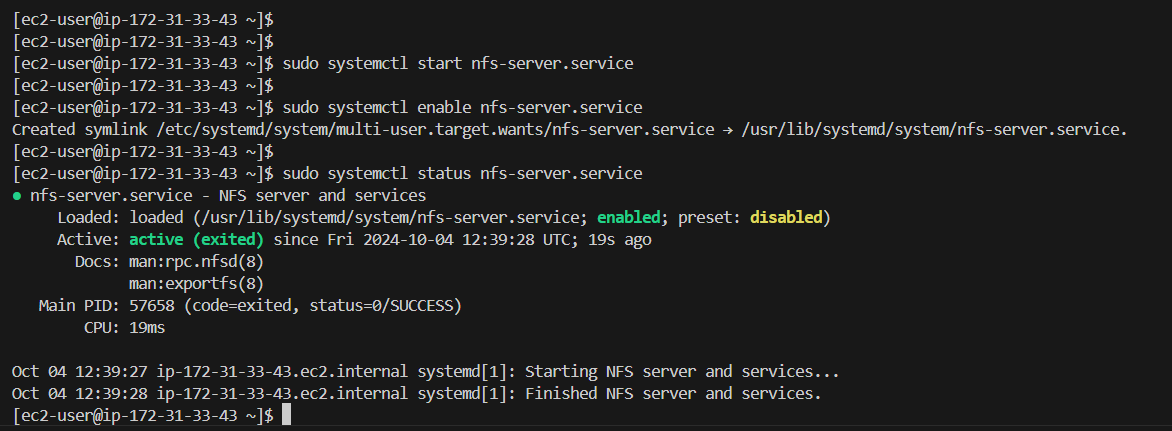 [ec2-user@ip-172-31-33-43 ~]$
[ec2-user@ip-172-31-33-43 ~]$
[ec2-user@ip-172-31-33-43 ~]$ sudo systemctl start nfs-server.service
[ec2-user@ip-172-31-33-43 ~]$
[ec2-user@ip-172-31-33-43 ~]$ sudo systemctl enable nfs-server.service
Created symlink /etc/systemd/system/multi-user.target.wants/nfs-server.service → /usr/lib/systemd/system/nfs-server.service.
[ec2-user@ip-172-31-33-43 ~]$
[ec2-user@ip-172-31-33-43 ~]$ sudo systemctl status nfs-server.service
● nfs-server.service - NFS server and services
     Loaded: loaded (/usr/lib/systemd/system/nfs-server.service; enabled; preset: disabled)
     Active: active (exited) since Fri 2024-10-04 12:39:28 UTC; 19s ago
       Docs: man:rpc.nfsd(8)
             man:exportfs(8)
   Main PID: 57658 (code=exited, status=0/SUCCESS)
        CPU: 19ms

Oct 04 12:39:27 ip-172-31-33-43.ec2.internal systemd[1]: Starting NFS server and services...
Oct 04 12:39:28 ip-172-31-33-43.ec2.internal systemd[1]: Finished NFS server and services.
[ec2-user@ip-172-31-33-43 ~]$